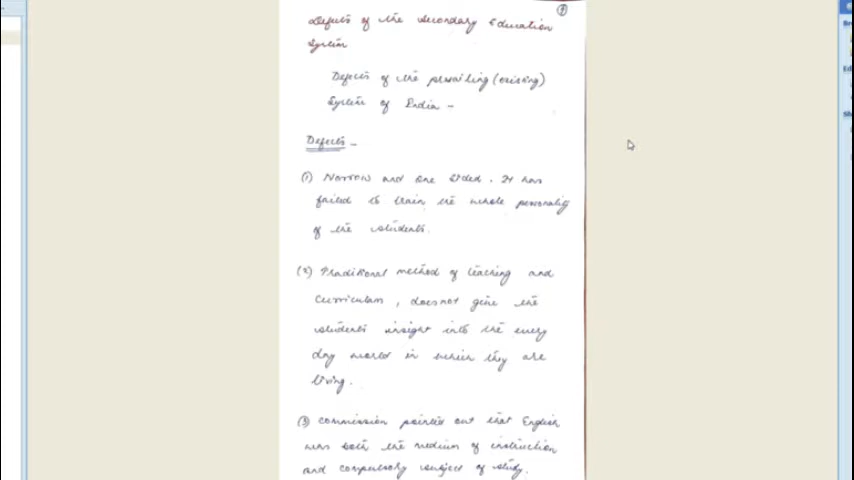 ①
Defects of the Secondary Education
System
Defects of the prevailing (existing)
System of India -
Defects -
(1) Narrow and One Sided. It has
failed to train the whole personality
of the students.
(2) Traditional method of teaching and
Curriculum, does not give the
students insight into the every
day world in which they are
living.
(3) Commission pointed out that English
was both the medium of instruction
and compulsory subject of study.